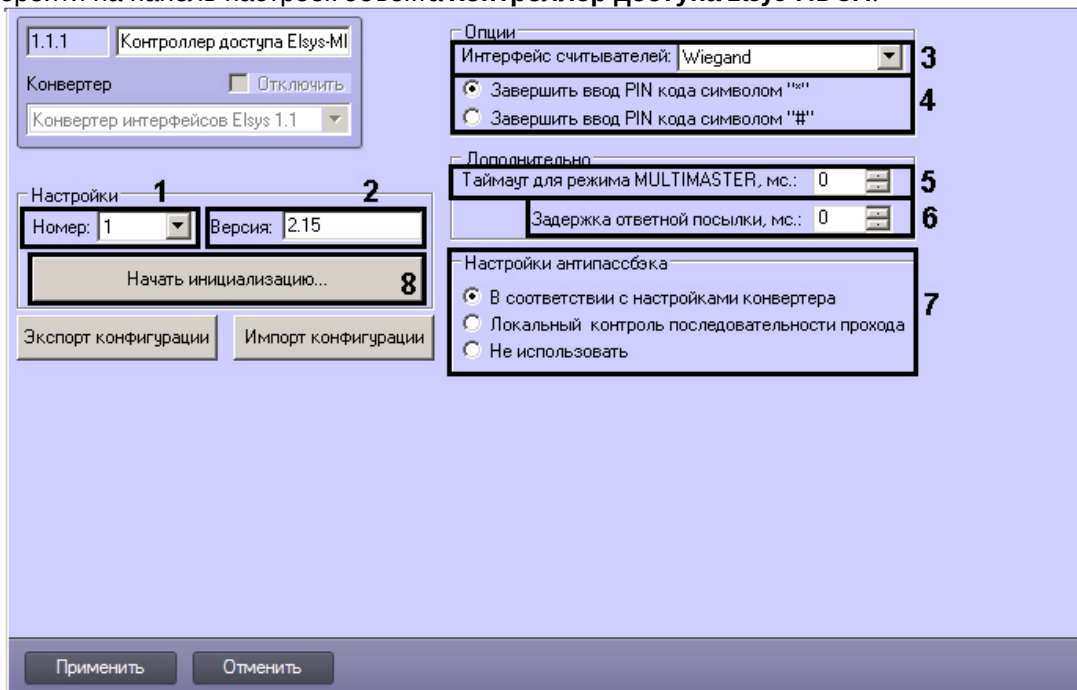 1.1.1 Контроллер доступа Elsys-MI
Конвертер Отключить
Конвертер интерфейсов Elsys 1.1
Настройки 1 2
Номер: 1 Версия: 2.15
Начать инициализацию... 8
Экспорт конфигурации Импорт конфигурации
Опции
Интерфейс считывателей: Wiegand 3
Завершить ввод PIN кода символом "*"
Завершить ввод PIN кода символом "#" 4
Дополнительно
Таймаут для режима MULTIMASTER, мс.: 0 5
Задержка ответной посылки, мс.: 0 6
Настройки антипассбэка
В соответствии с настройками конвертера
Локальный контроль последовательности прохода 7
Не использовать
Применить Отменить